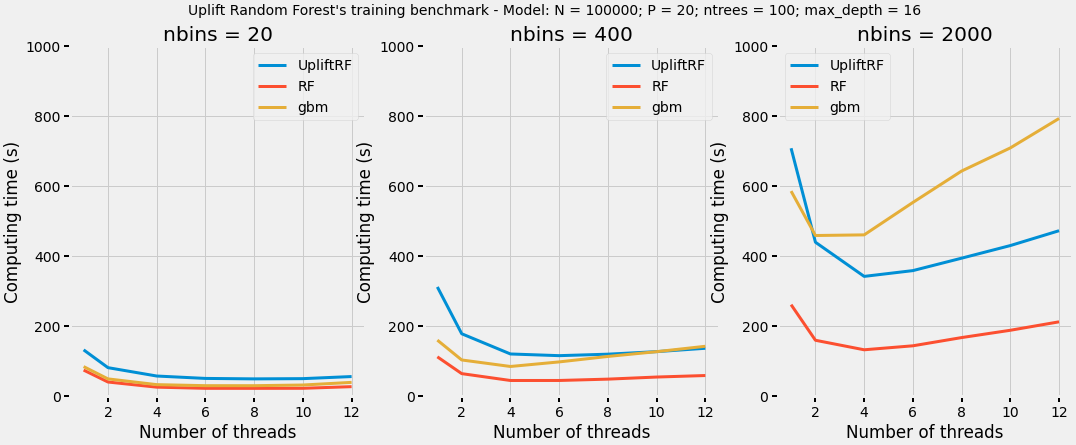 Uplift Random Forest's training benchmark - Model: N = 100000; P = 20; ntrees = 100; max_depth = 16
nbins = 20
UpliftRF
RF
gbm
1000
800
600
400
200
0
Computing time (s)
2 4 6 8 10 12
Number of threads
nbins = 400
UpliftRF
RF
gbm
1000
800
600
400
200
0
Computing time (s)
2 4 6 8 10 12
Number of threads
nbins = 2000
UpliftRF
RF
gbm
1000
800
600
400
200
0
Computing time (s)
2 4 6 8 10 12
Number of threads